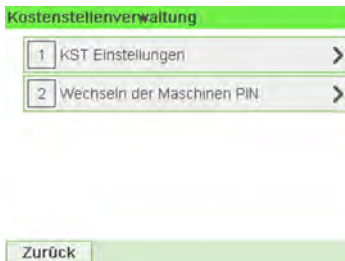 Kostenstellenverwaltung
1 KST Einstellungen
2 Wechseln der Maschinen PIN
Zurück